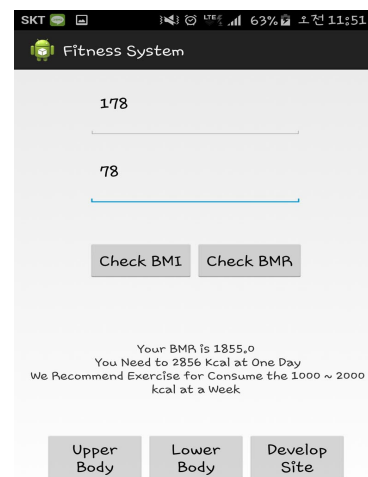 SKT 63% 오전 11:51
Fitness System
178
78
Check BMI Check BMR
Your BMR is 1855.0
You Need to 2856 Kcal at One Day
We Recommend Exercise for Consume the 1000 ~ 2000
kcal at a Week
Upper Body
Lower Body
Develop Site